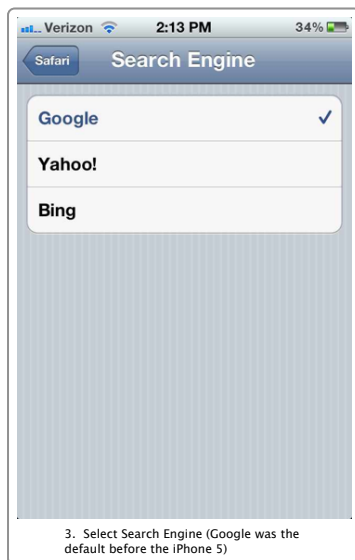 Verizon 2:13 PM 34%
Safari Search Engine
Google
Yahoo!
Bing
3. Select Search Engine (Google was the
default before the iPhone 5)